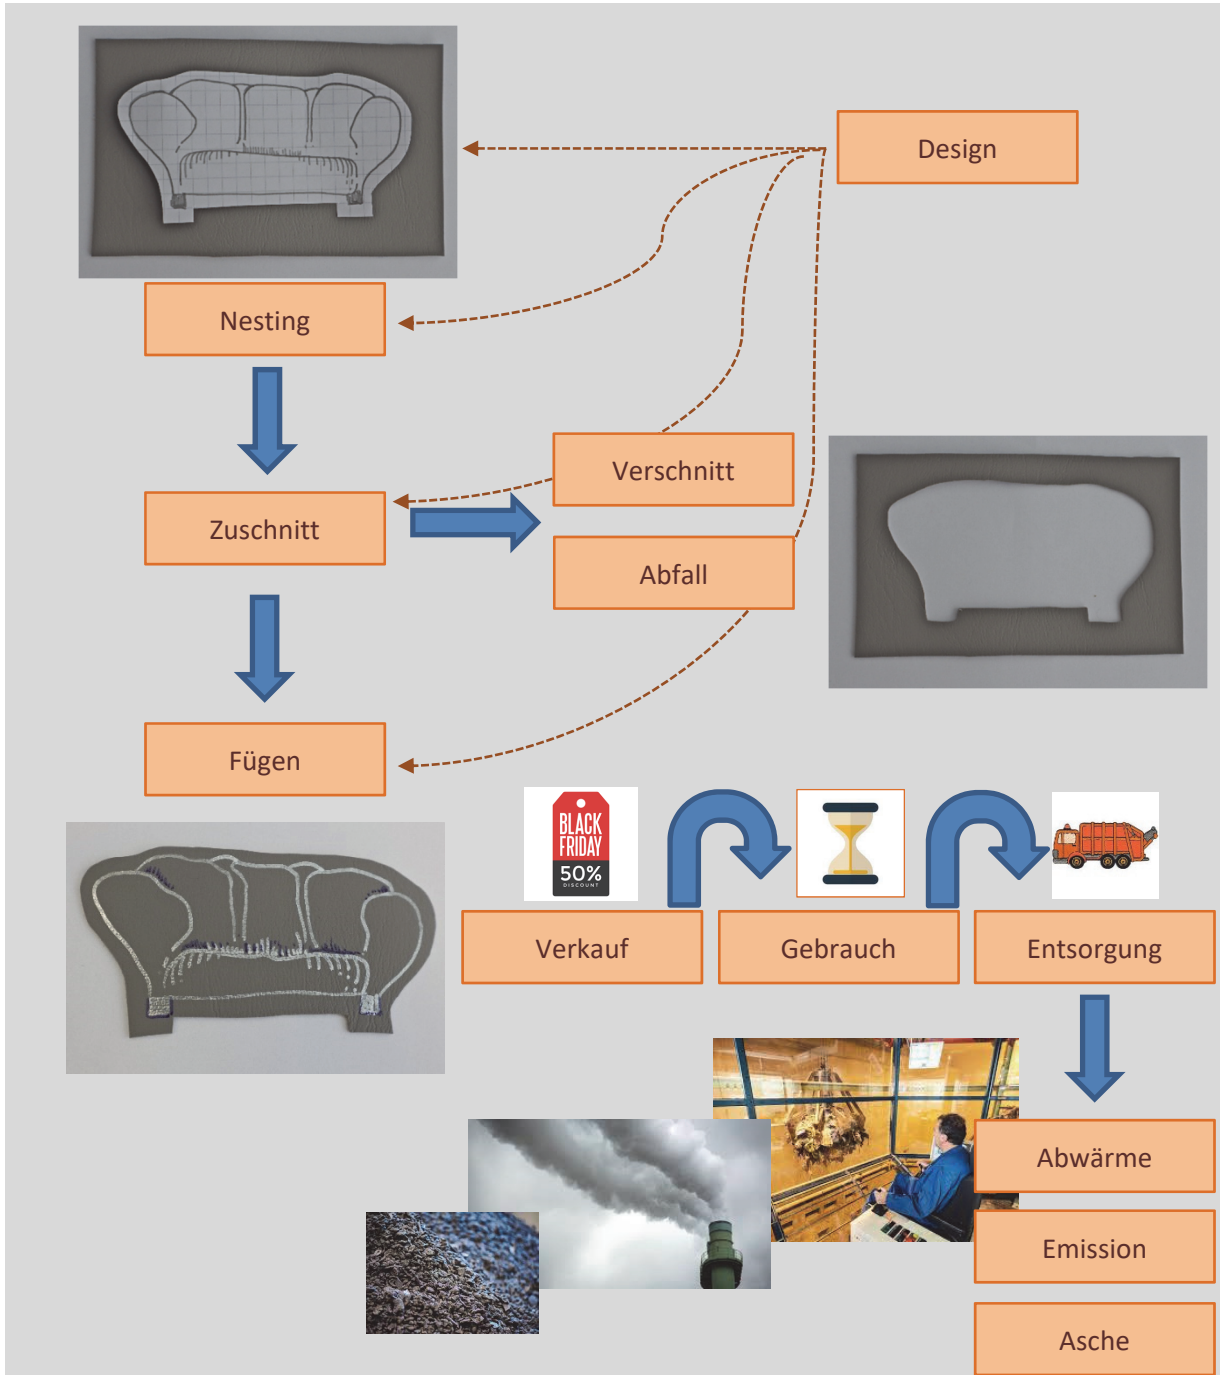 Design
Nesting
Verschnitt
Zuschnitt
Abfall
Fügen
BLACK
FRIDAY
50%
DISCOUNT
Verkauf
Gebrauch
Entsorgung
Abwärme
Emission
Asche